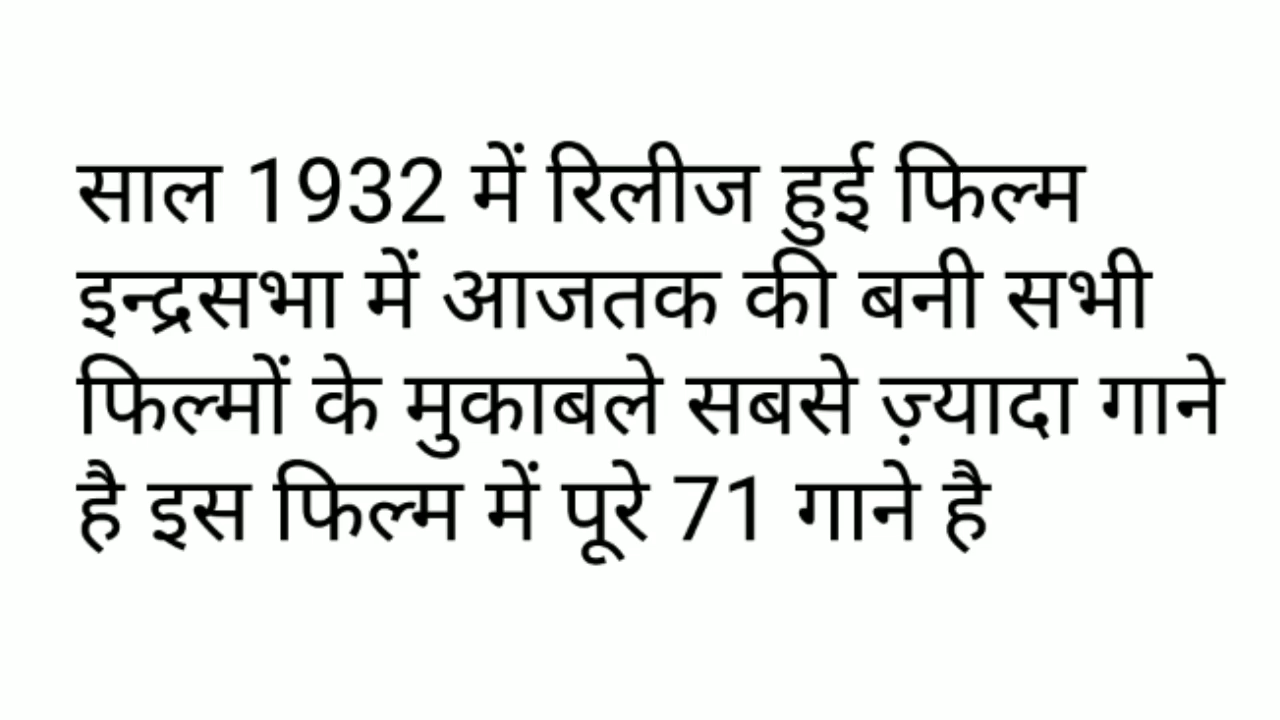 साल 1932 में रिलीज हुई फिल्म
इन्द्रसभा में आजतक की बनी सभी
फिल्मों के मुकाबले सबसे ज़्यादा गाने
है इस फिल्म में पूरे 71 गाने है